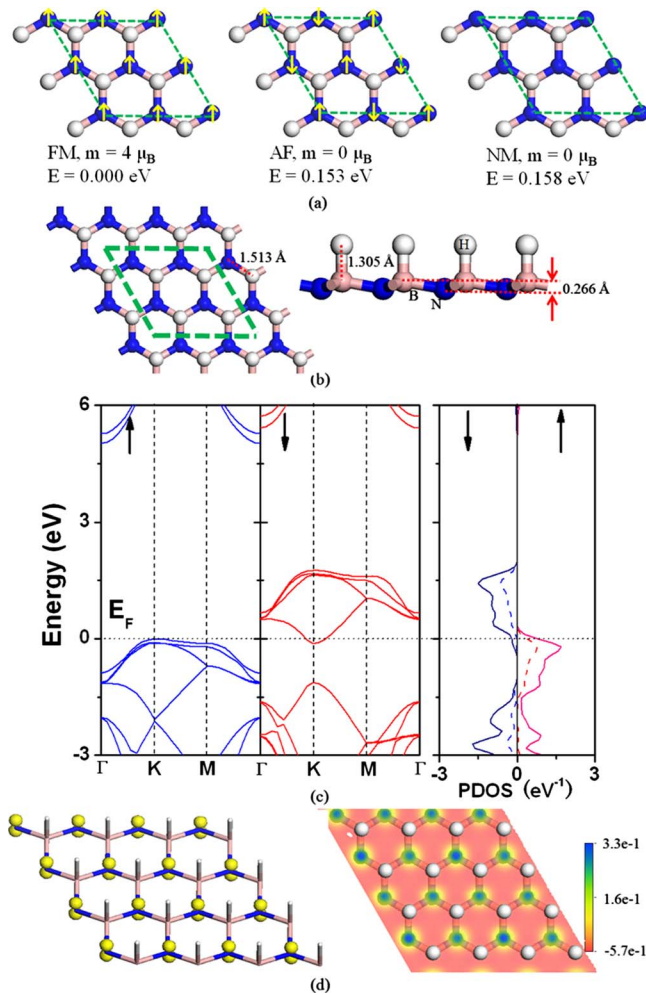 FM, m = 4 μB AF, m = 0 μB NM, m = 0 μB
E = 0.000 eV E = 0.153 eV E = 0.158 eV
(a)
1.513 Å
H
1.305 Å
0.266 Å
B
N
(b)
6
3
0
-3
Energy (eV)
EF
Γ K M Γ K M Γ
-3 0 3
PDOS (eV⁻¹)
(c)
3.3e-1
1.6e-1
-5.7e-1
(d)